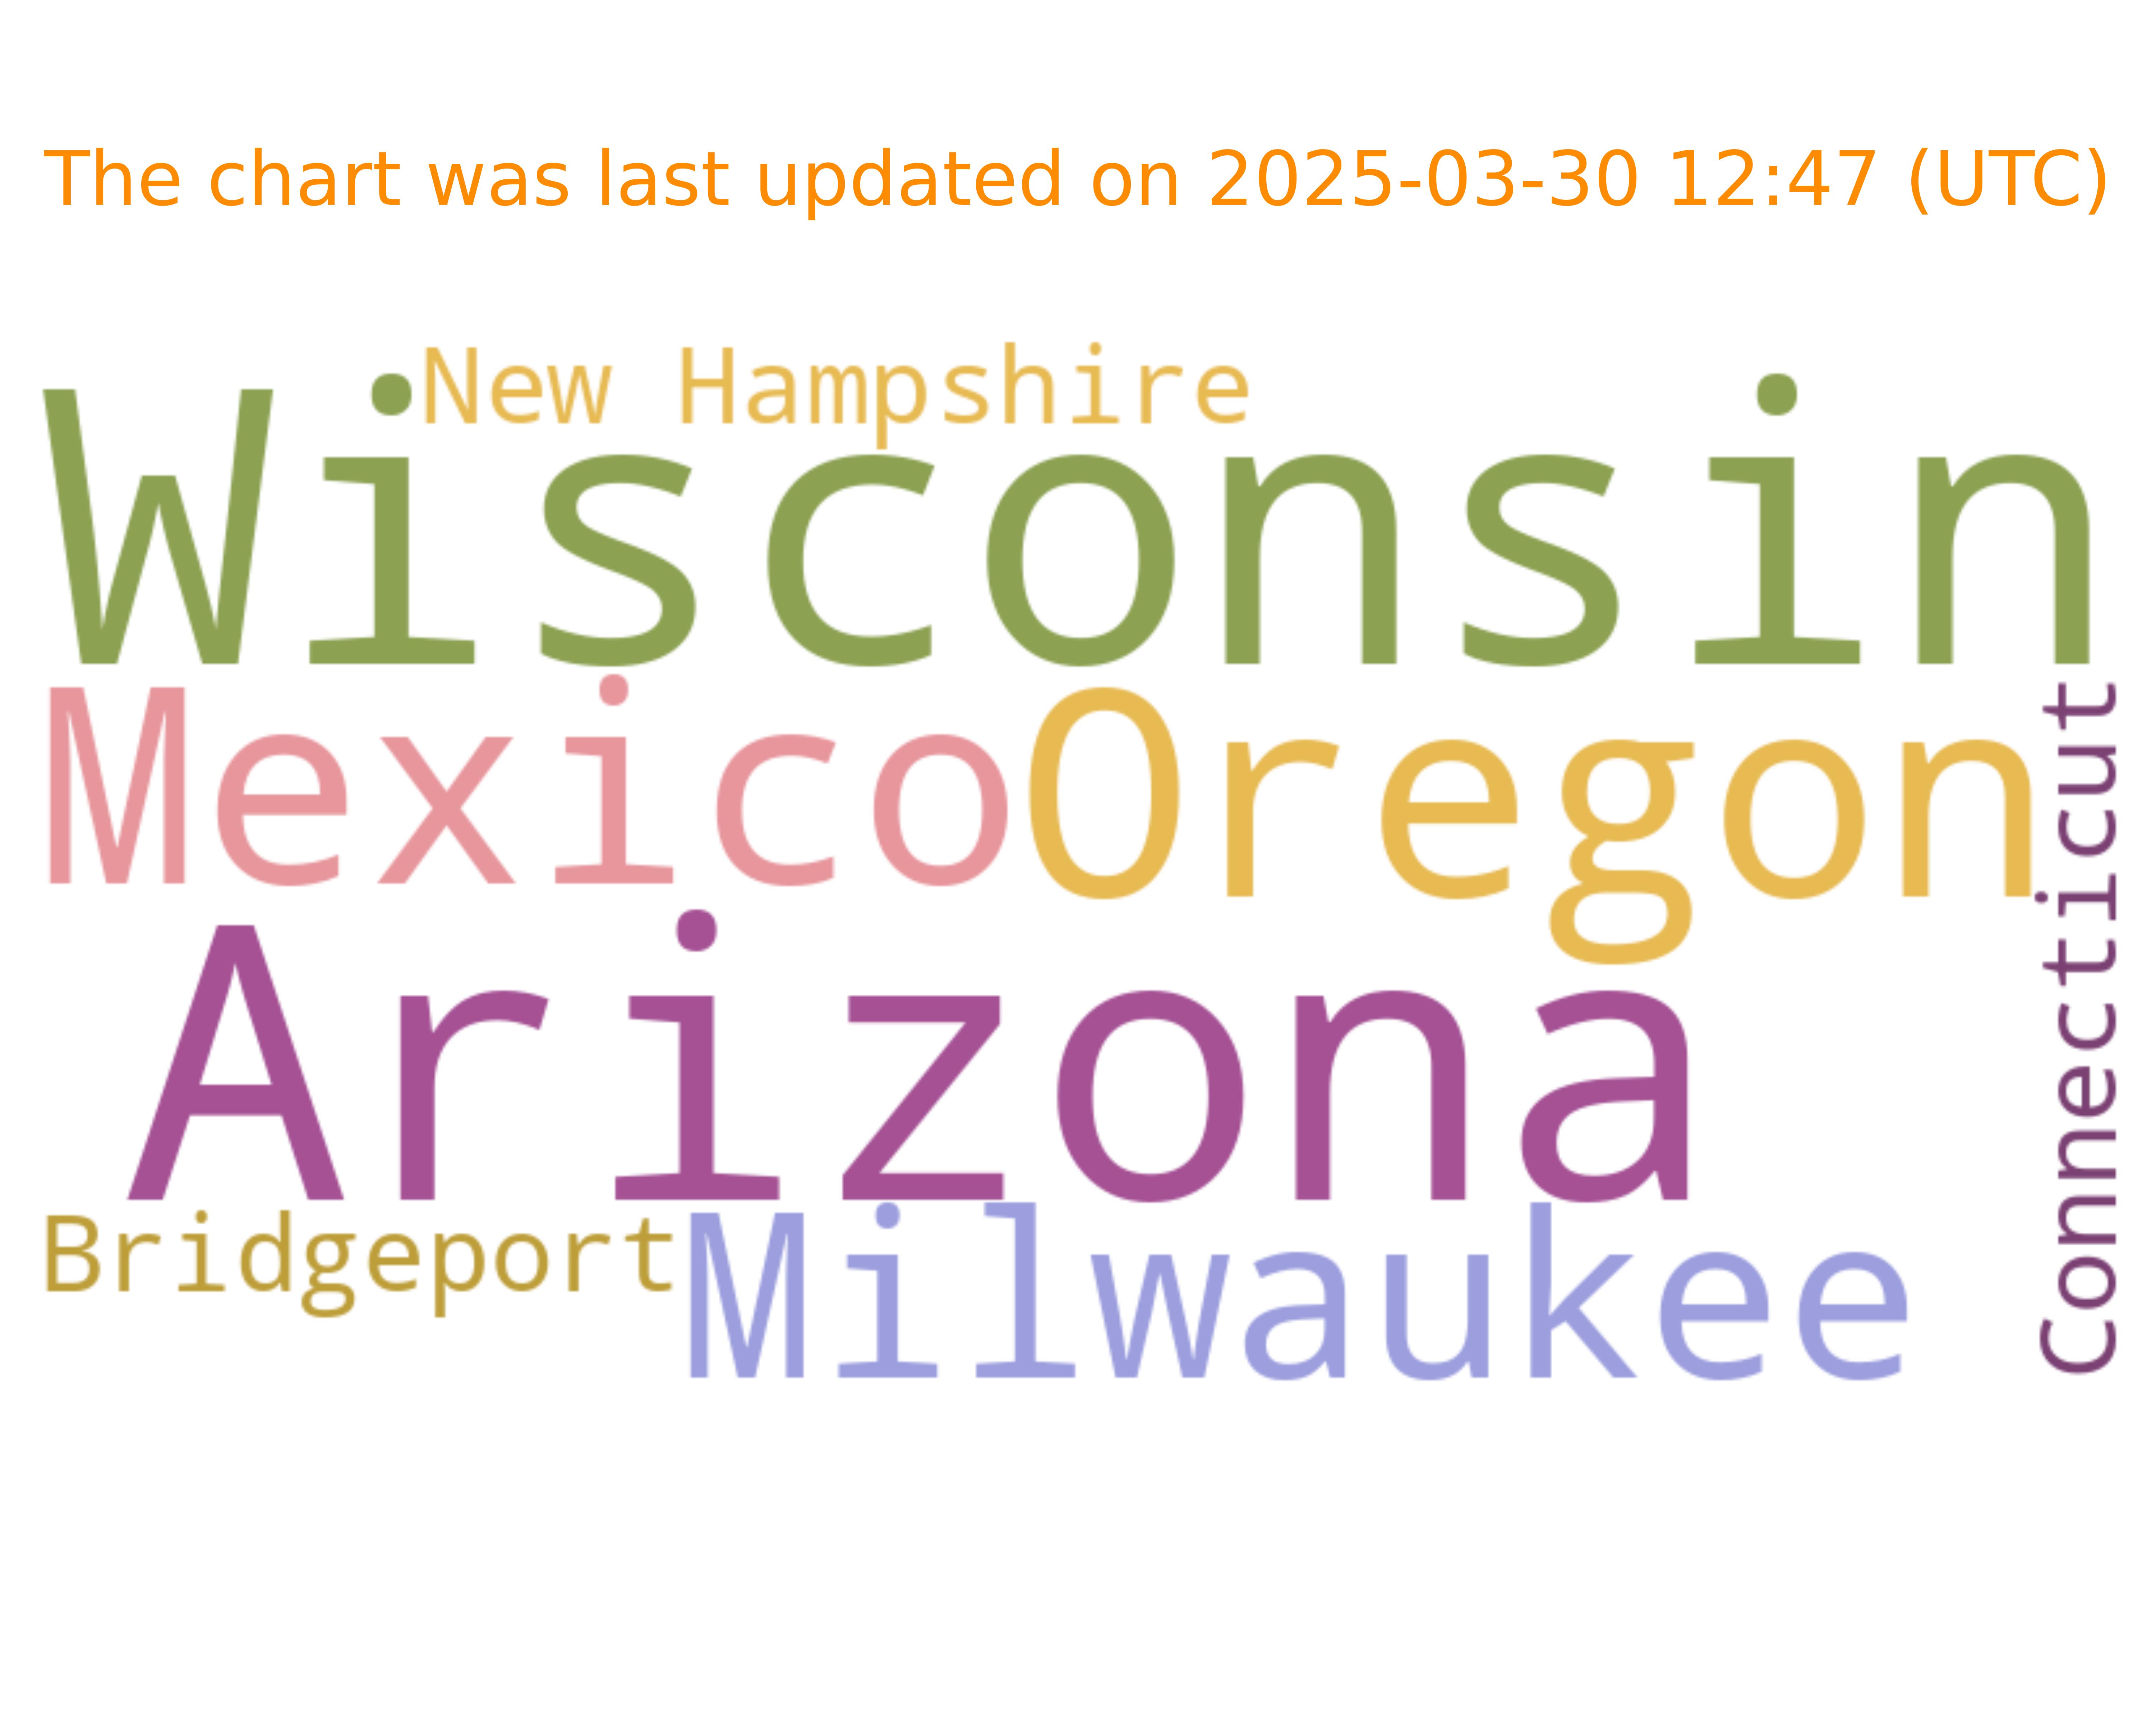 The chart was last updated on 2025-03-30 12:47 (UTC)
New Hampshire
Wisconsin
Mexico
Oregon
Connecticut
Arizona
Bridgeport
Milwaukee